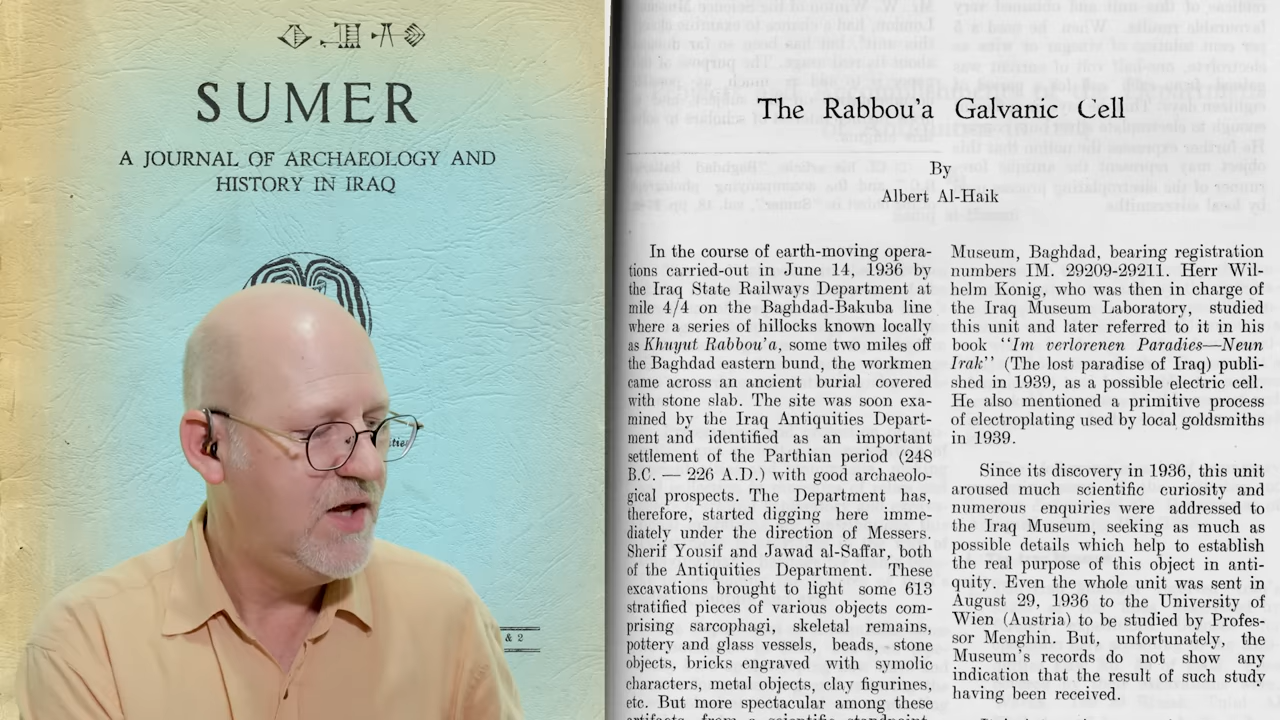 SUMER
A JOURNAL OF ARCHAEOLOGY AND
HISTORY IN IRAQ
& 2
The Rabbou'a Galvanic Cell
By
Albert Al-Haik
In the course of earth-moving opera-
tions carried-out in June 14, 1936 by
the Iraq State Railways Department at
mile 4/4 on the Baghdad-Bakuba line
where a series of hillocks known locally
as Khuyut Rabbou'a, some two miles off
the Baghdad eastern bund, the workmen
came across an ancient burial covered
with stone slab. The site was soon exa-
mined by the Iraq Antiquities Depart-
ment and identified as an important
settlement of the Parthian period (248
B.C. — 226 A.D.) with good archaeolo-
gical prospects. The Department has,
therefore, started digging here imme-
diately under the direction of Messers.
Sherif Yousif and Jawad al-Saffar, both
of the Antiquities Department. These
excavations brought to light some 613
stratified pieces of various objects com-
prising sarcophagi, skeletal remains,
pottery and glass vessels, beads, stone
objects, bricks engraved with symolic
characters, metal objects, clay figurines,
etc. But more spectacular among these
artifacts, from a scientific standpoint,
Museum, Baghdad, bearing registration
numbers IM. 29209-29211. Herr Wil-
helm Konig, who was then in charge of
the Iraq Museum Laboratory, studied
this unit and later referred to it in his
book "Im verlorenen Paradies—Neun
Irak" (The lost paradise of Iraq) publi-
shed in 1939, as a possible electric cell.
He also mentioned a primitive process
of electroplating used by local goldsmiths
in 1939.
Since its discovery in 1936, this unit
aroused much scientific curiosity and
numerous enquiries were addressed to
the Iraq Museum, seeking as much as
possible details which help to establish
the real purpose of this object in anti-
quity. Even the whole unit was sent in
August 29, 1936 to the University of
Wien (Austria) to be studied by Profes-
sor Menghin. But, unfortunately, the
Museum's records do not show any
indication that the result of such study
having been received.